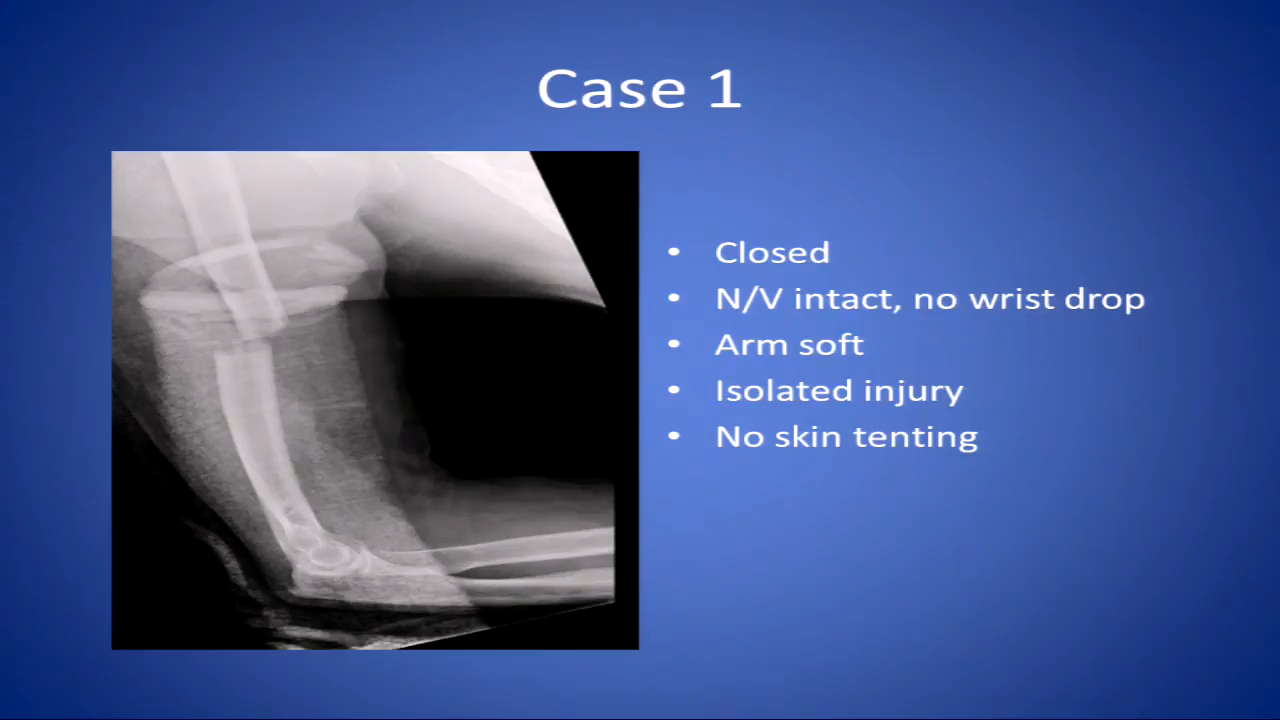 Case 1
• Closed
• N/V intact, no wrist drop
• Arm soft
• Isolated injury
• No skin tenting